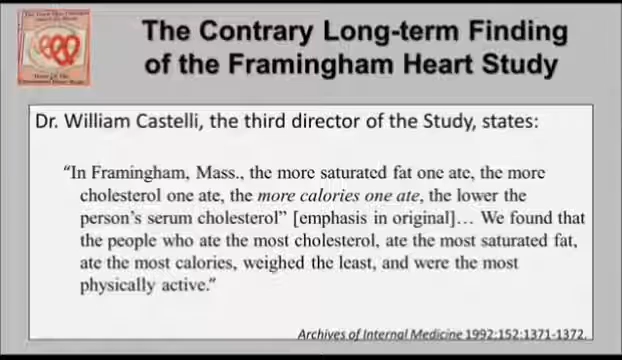 The Contrary Long-term Finding
of the Framingham Heart Study
Dr. William Castelli, the third director of the Study, states:
“In Framingham, Mass., the more saturated fat one ate, the more
cholesterol one ate, the more calories one ate, the lower the
person’s serum cholesterol” [emphasis in original]… We found that
the people who ate the most cholesterol, ate the most saturated fat,
ate the most calories, weighed the least, and were the most
physically active.”
Archives of Internal Medicine 1992:152:1371-1372.